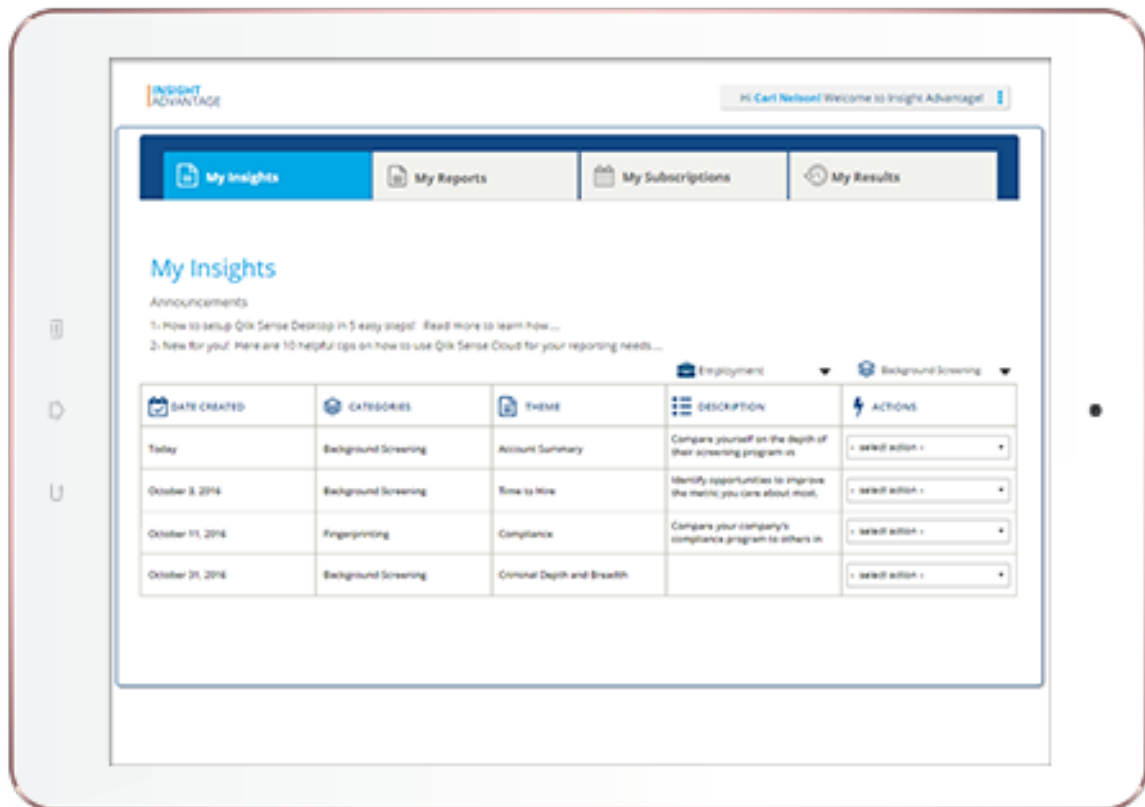 INSIGHT
ADVANTAGE
Hi Carl Nelson! Welcome to Insight Advantage!
My Insights
My Reports
My Subscriptions
My Results
My Insights
Announcements
1- How to setup Qlik Sense Desktop in 5 easy steps! Read more to learn how....
2- New for you! Here are 10 helpful tips on how to use Qlik Sense Cloud for your reporting needs....
Employment
Background Screening
DATE CREATED
CATEGORIES
THEME
DESCRIPTION
ACTIONS
Today
Background Screening
Account Summary
Compare yourself on the depth of
their screening program vs
- select action -
October 3, 2016
Background Screening
Time to Hire
Identify opportunities to improve
the metric you care about most.
- select action -
October 11, 2016
Fingerprinting
Compliance
Compare your company's
compliance program to others in
- select action -
October 31, 2016
Background Screening
Criminal Depth and Breadth
- select action -